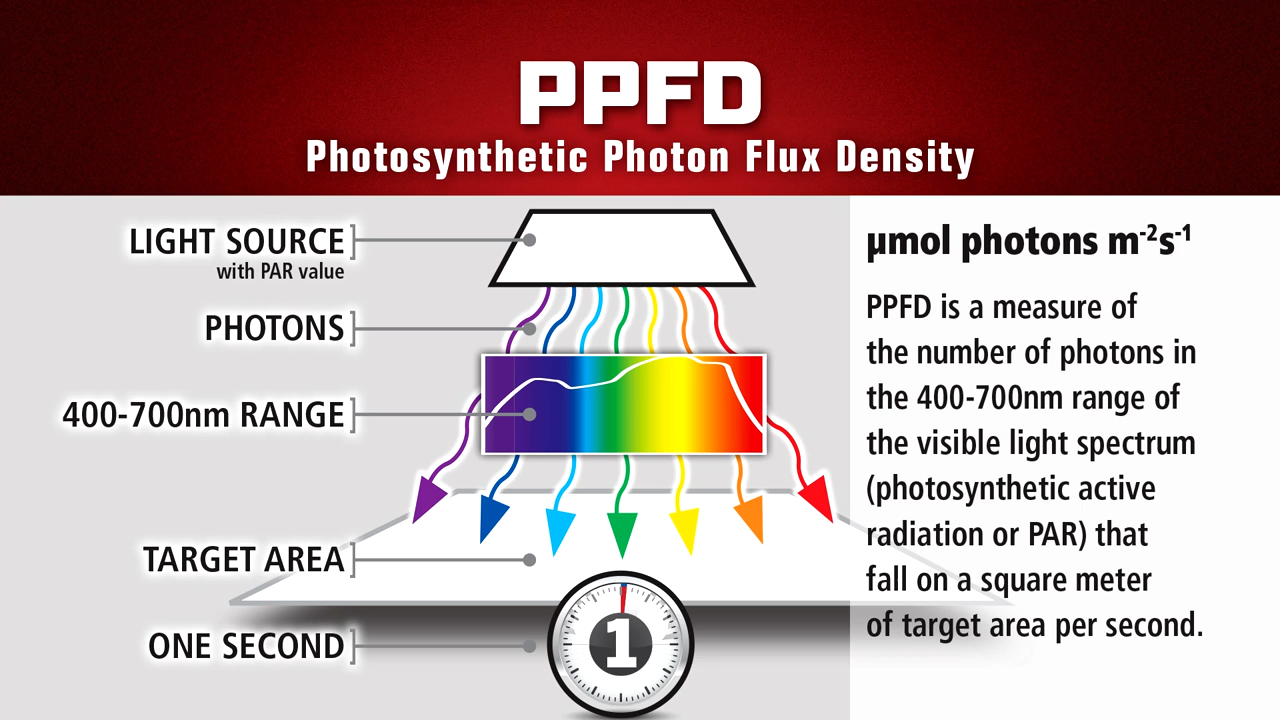 PPFD
Photosynthetic Photon Flux Density
LIGHT SOURCE
with PAR value
PHOTONS
400-700nm RANGE
TARGET AREA
ONE SECOND
1
µmol photons m⁻²s⁻¹
PPFD is a measure of
the number of photons in
the 400-700nm range of
the visible light spectrum
(photosynthetic active
radiation or PAR) that
fall on a square meter
of target area per second.